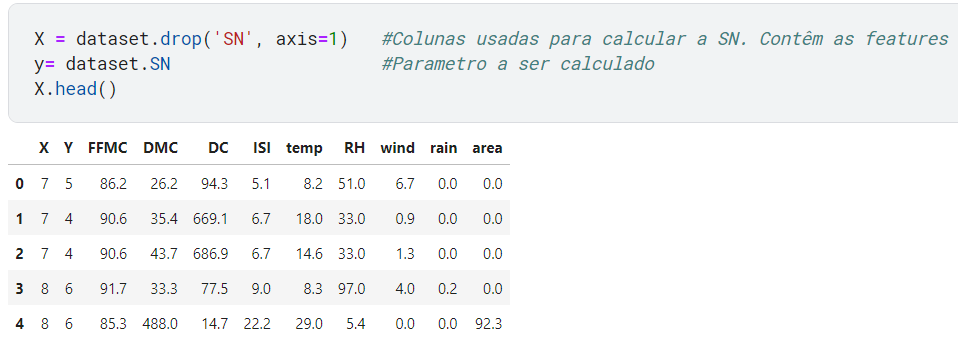 X = dataset.drop('SN', axis=1)   #Colunas usadas para calcular a SN. Contêm as features
y= dataset.SN   #Parametro a ser calculado
X.head()
X Y FFMC DMC DC ISI temp RH wind rain area
0 7 5 86.2 26.2 94.3 5.1 8.2 51.0 6.7 0.0 0.0
1 7 4 90.6 35.4 669.1 6.7 18.0 33.0 0.9 0.0 0.0
2 7 4 90.6 43.7 686.9 6.7 14.6 33.0 1.3 0.0 0.0
3 8 6 91.7 33.3 77.5 9.0 8.3 97.0 4.0 0.2 0.0
4 8 6 85.3 488.0 14.7 22.2 29.0 5.4 0.0 0.0 92.3